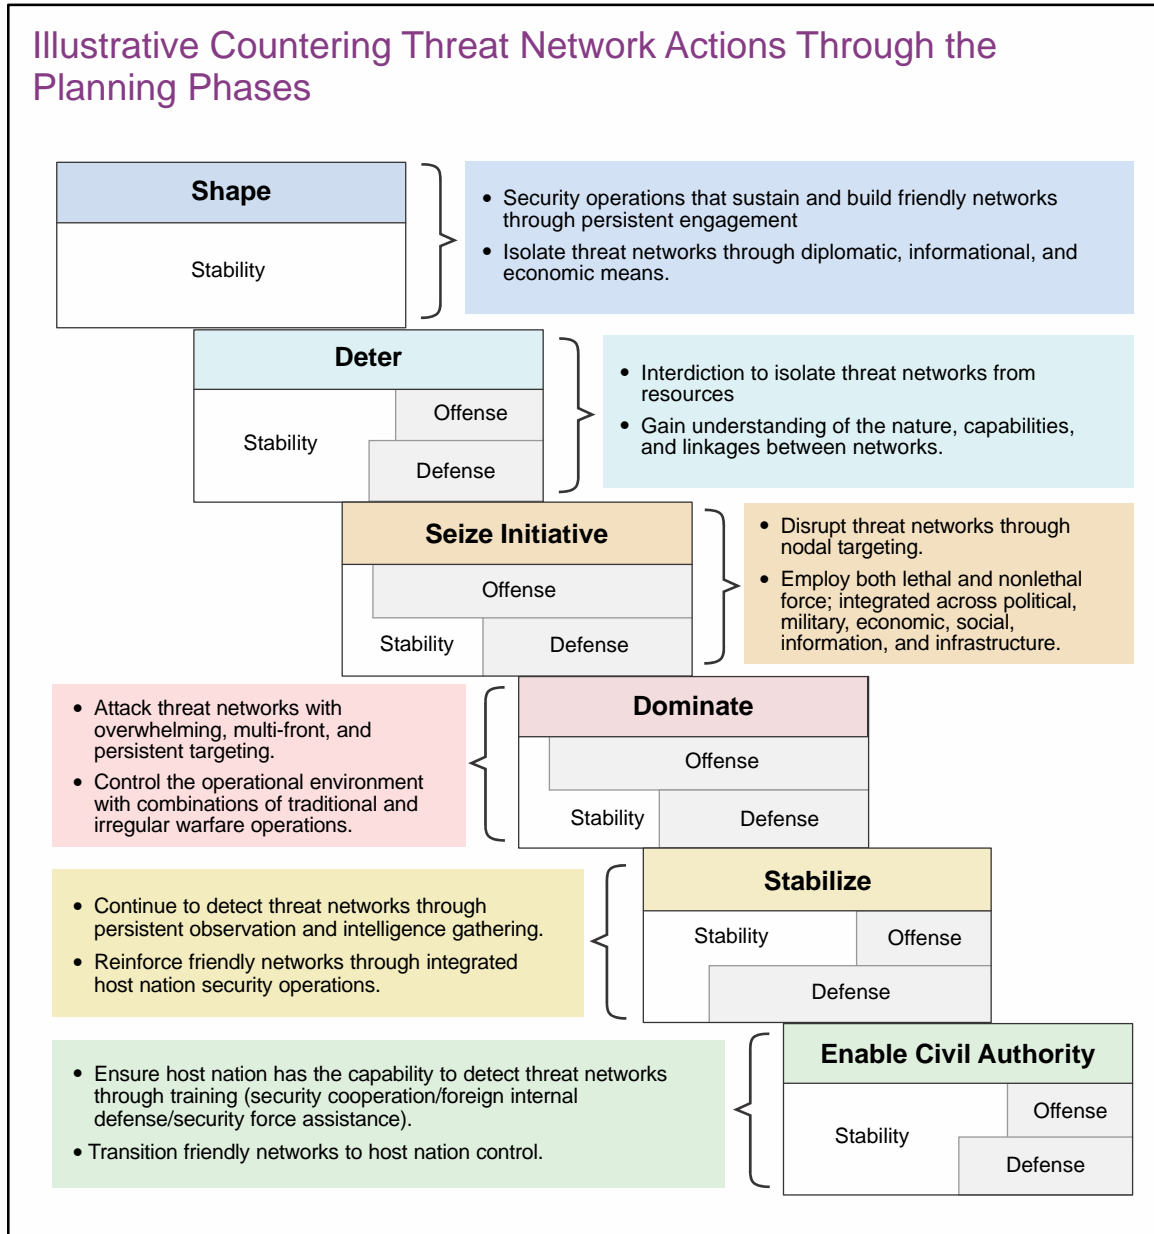 Illustrative Countering Threat Network Actions Through the
Planning Phases
Shape
Stability
• Security operations that sustain and build friendly networks
through persistent engagement
• Isolate threat networks through diplomatic, informational, and
economic means.
Deter
Offense
Stability
Defense
• Interdiction to isolate threat networks from
resources
• Gain understanding of the nature, capabilities,
and linkages between networks.
Seize Initiative
Offense
Stability
Defense
• Disrupt threat networks through
nodal targeting.
• Employ both lethal and nonlethal
force; integrated across political,
military, economic, social,
information, and infrastructure.
• Attack threat networks with
overwhelming, multi-front, and
persistent targeting.
• Control the operational environment
with combinations of traditional and
irregular warfare operations.
Dominate
Offense
Stability
Defense
• Continue to detect threat networks through
persistent observation and intelligence gathering.
• Reinforce friendly networks through integrated
host nation security operations.
Stabilize
Stability
Offense
Defense
• Ensure host nation has the capability to detect threat networks
through training (security cooperation/foreign internal
defense/security force assistance).
• Transition friendly networks to host nation control.
Enable Civil Authority
Offense
Stability
Defense